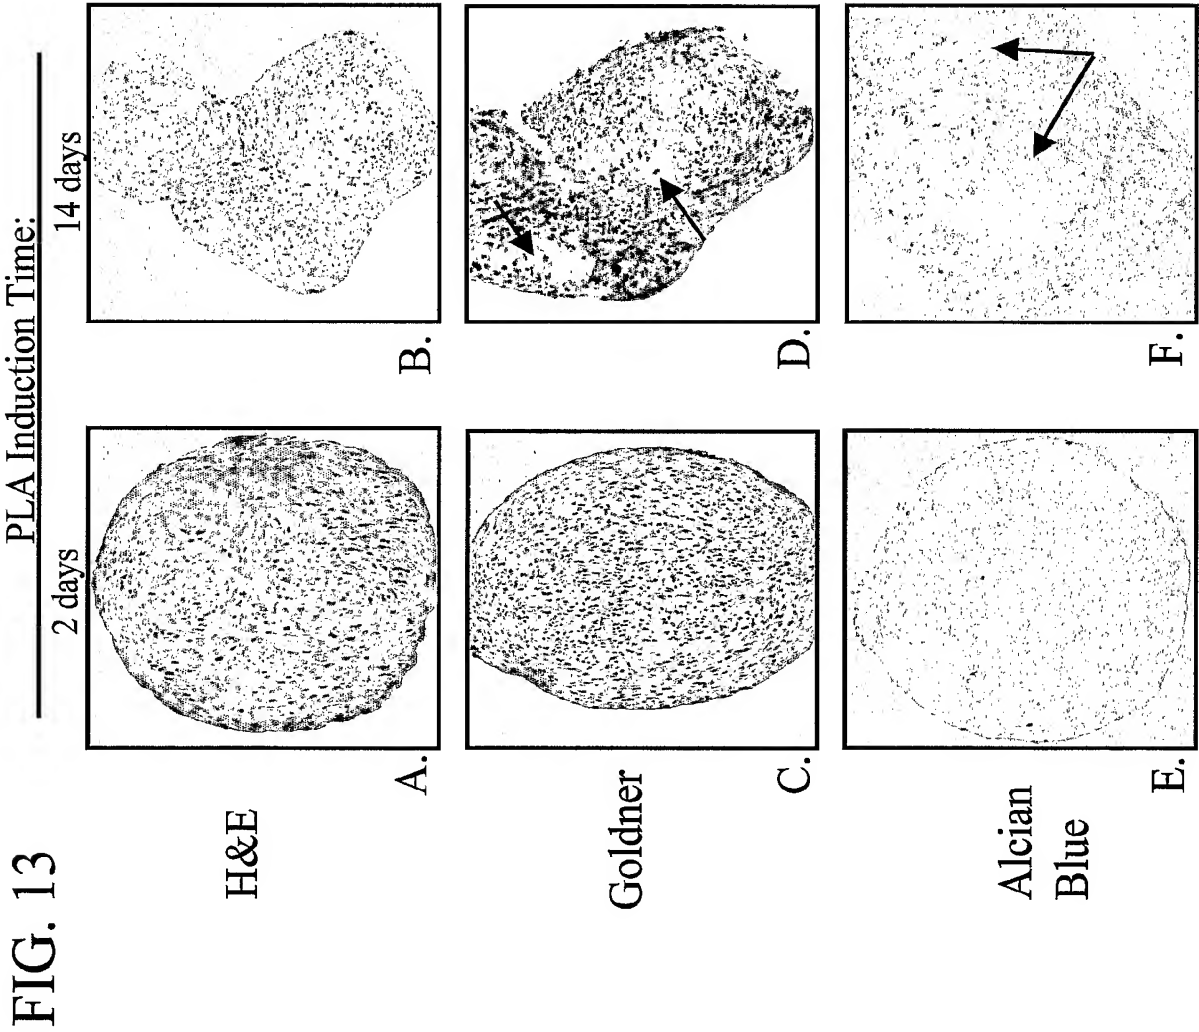 FIG. 13
PLA Induction Time:
2 days
14 days
H&E
A.
B.
Goldner
C.
D.
Alcian
Blue
E.
F.